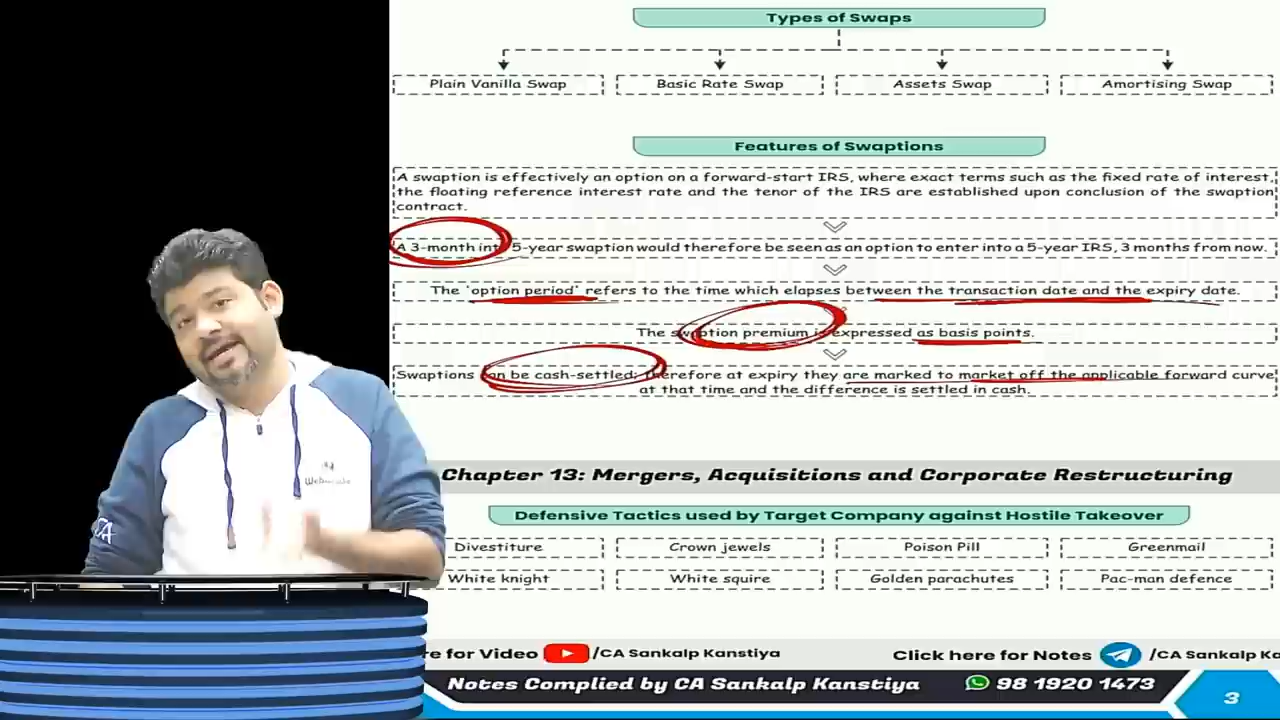 Types of Swaps
Plain Vanilla Swap
Basic Rate Swap
Assets Swap
Amortising Swap
Features of Swaptions
A swaption is effectively an option on a forward-start IRS, where exact terms such as the fixed rate of interest,
the floating reference interest rate and the tenor of the IRS are established upon conclusion of the swaption
contract.
A 3-month into 5-year swaption would therefore be seen as an option to enter into a 5-year IRS, 3 months from now.
The 'option period' refers to the time which elapses between the transaction date and the expiry date.
The swaption premium is expressed as basis points.
Swaptions can be cash-settled; therefore at expiry they are marked to market off the applicable forward curve
at that time and the difference is settled in cash.
Chapter 13: Mergers, Acquisitions and Corporate Restructuring
Defensive Tactics used by Target Company against Hostile Takeover
Divestiture
Crown jewels
Poison Pill
Greenmail
White knight
White squire
Golden parachutes
Pac-man defence
re for Video /CA Sankalp Kanstiya
Click here for Notes /CA Sankalp Ka
Notes Complied by CA Sankalp Kanstiya
98 1920 1473
3
CA